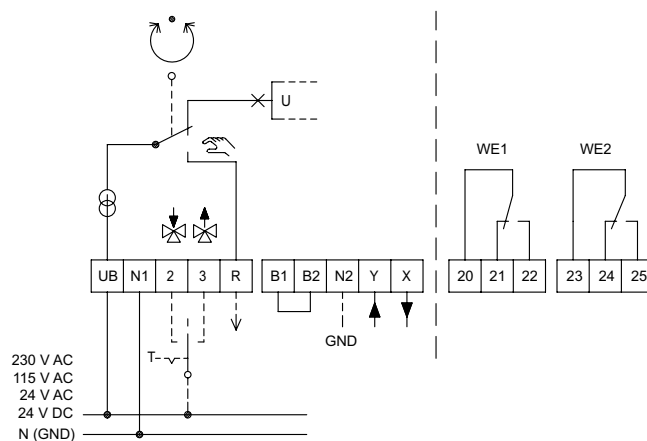 U
WE1 WE2
UB N1 2 3 R B1 B2 N2 Y X 20 21 22 23 24 25
GND
T
230 V AC
115 V AC
24 V AC
24 V DC
N (GND)